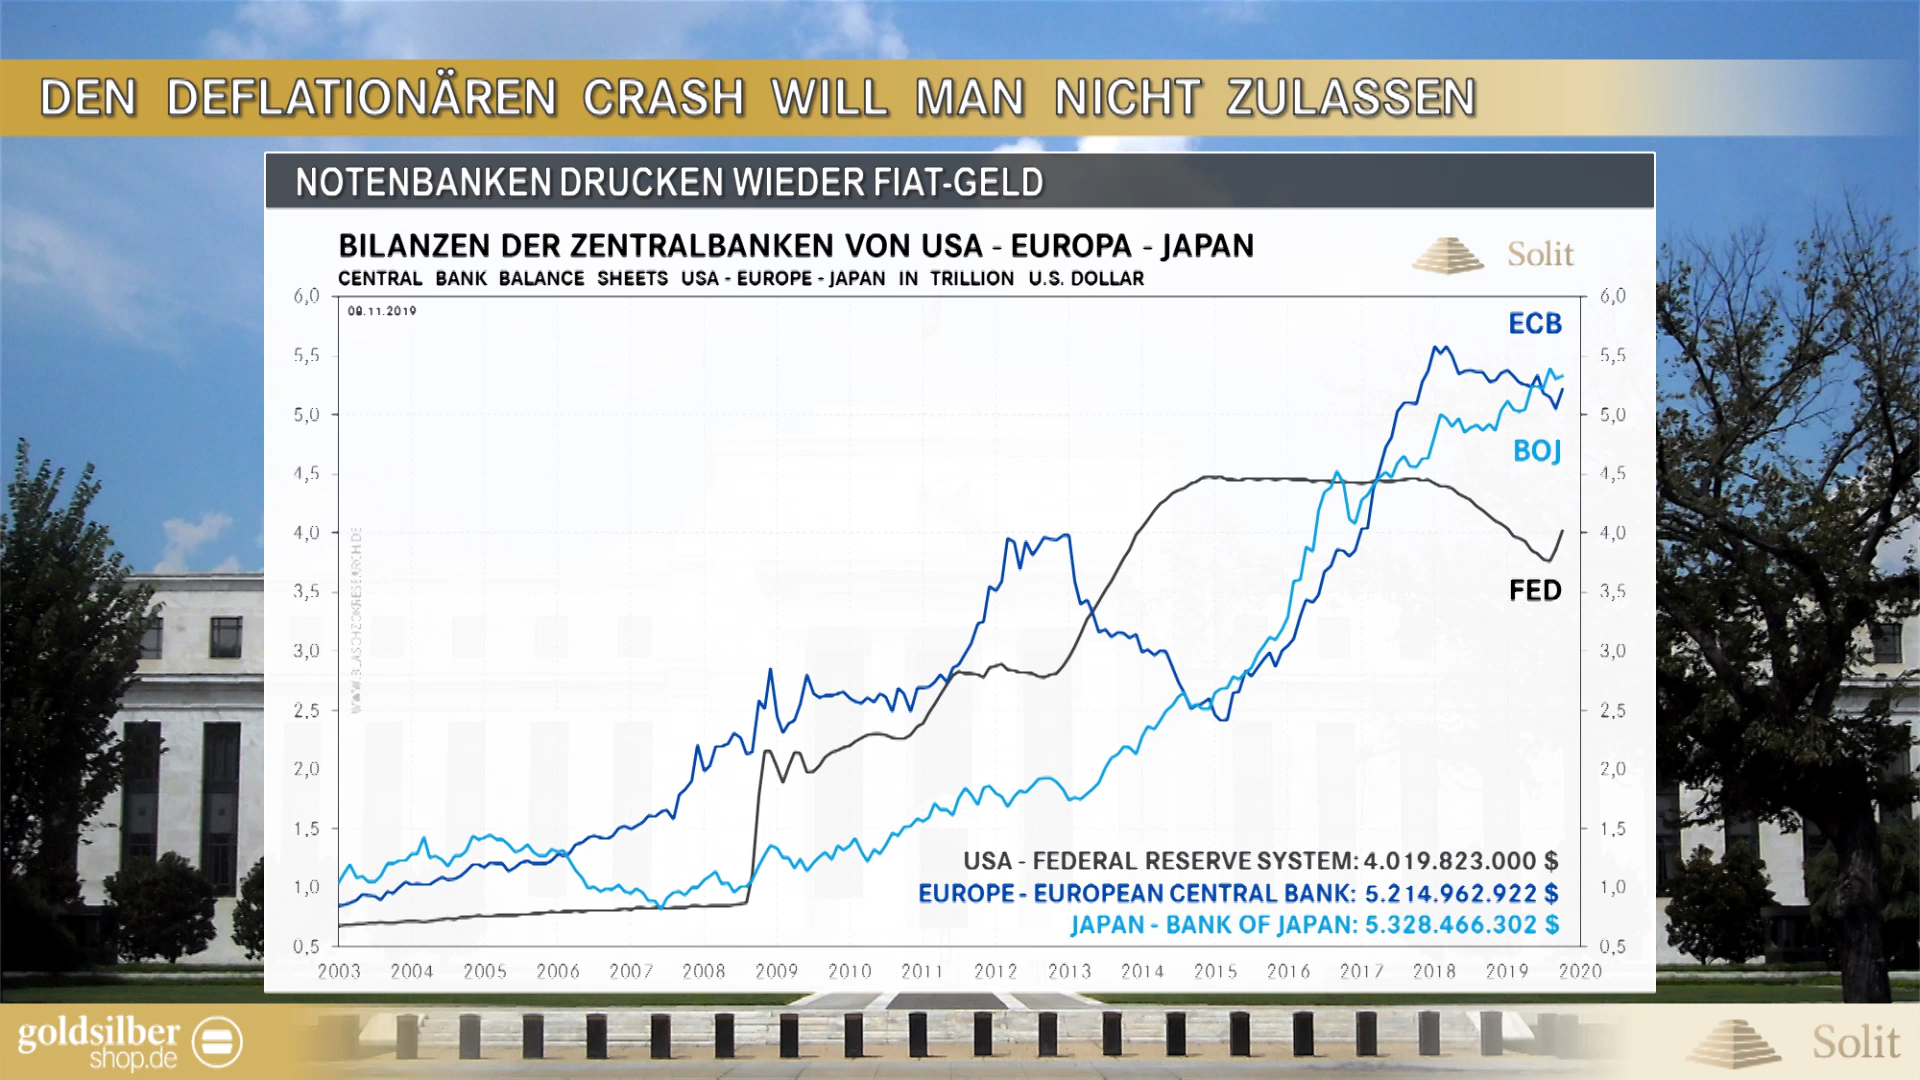 DEN DEFLATIONÄREN CRASH WILL MAN NICHT ZULASSEN
NOTENBANKEN DRUCKEN WIEDER FIAT-GELD
BILANZEN DER ZENTRALBANKEN VON USA - EUROPA - JAPAN
CENTRAL BANK BALANCE SHEETS USA - EUROPE - JAPAN IN TRILLION U.S. DOLLAR
Solit
6,0 6,0
.11.2019
ECB
5,5 5,5
5,0 5,0
BOJ
4,5 4,5
4,0 4,0
WWW.BLASCHZOKRESEARCH.DE
3,5 3,5
FED
3,0 3,0
2,5 2,5
2,0 2,0
1,5 1,5
USA - FEDERAL RESERVE SYSTEM: 4.019.823.000 $
1,0 1,0
EUROPE - EUROPEAN CENTRAL BANK: 5.214.962.922 $
JAPAN - BANK OF JAPAN: 5.328.466.302 $
0,5 0,5
2003 2004 2005 2006 2007 2008 2009 2010 2011 2012 2013 2014 2015 2016 2017 2018 2019 2020
goldsilber
shop.de
Solit